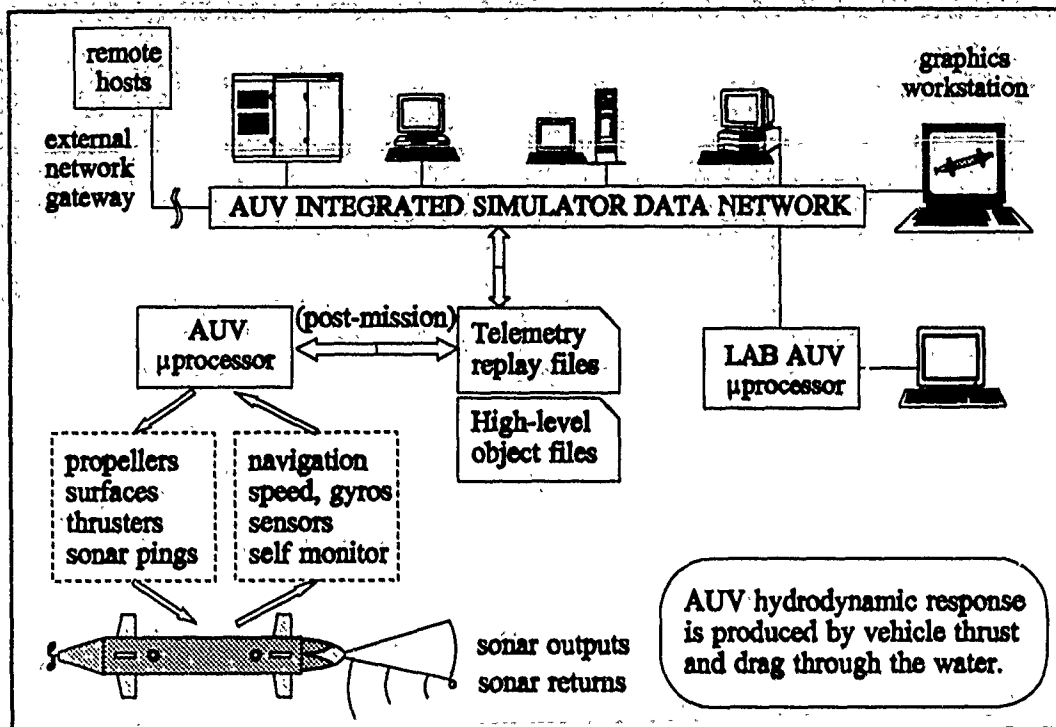 remote
hosts
graphics
workstation
external
network
gateway
AUV INTEGRATED SIMULATOR DATA NETWORK
AUV
µprocessor
(post-mission)
Telemetry
replay files
High-level
object files
LAB AUV
µprocessor
propellers
surfaces
thrusters
sonar pings
navigation
speed, gyros
sensors
self monitor
sonar outputs
sonar returns
AUV hydrodynamic response
is produced by vehicle thrust
and drag through the water.